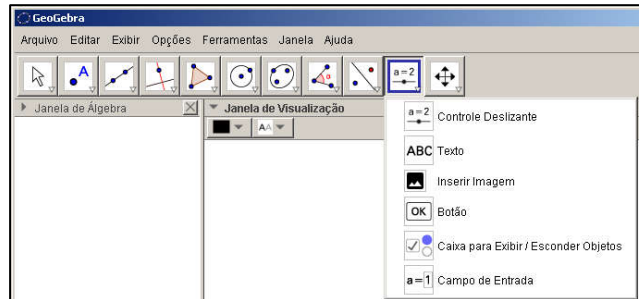 GeoGebra
Arquivo Editar Exibir Opções Ferramentas Janela Ajuda
A a=2
Janela de Álgebra Janela de Visualização
AA
a=2 Controle Deslizante
ABC Texto
Inserir Imagem
OK Botão
Caixa para Exibir / Esconder Objetos
a=1 Campo de Entrada